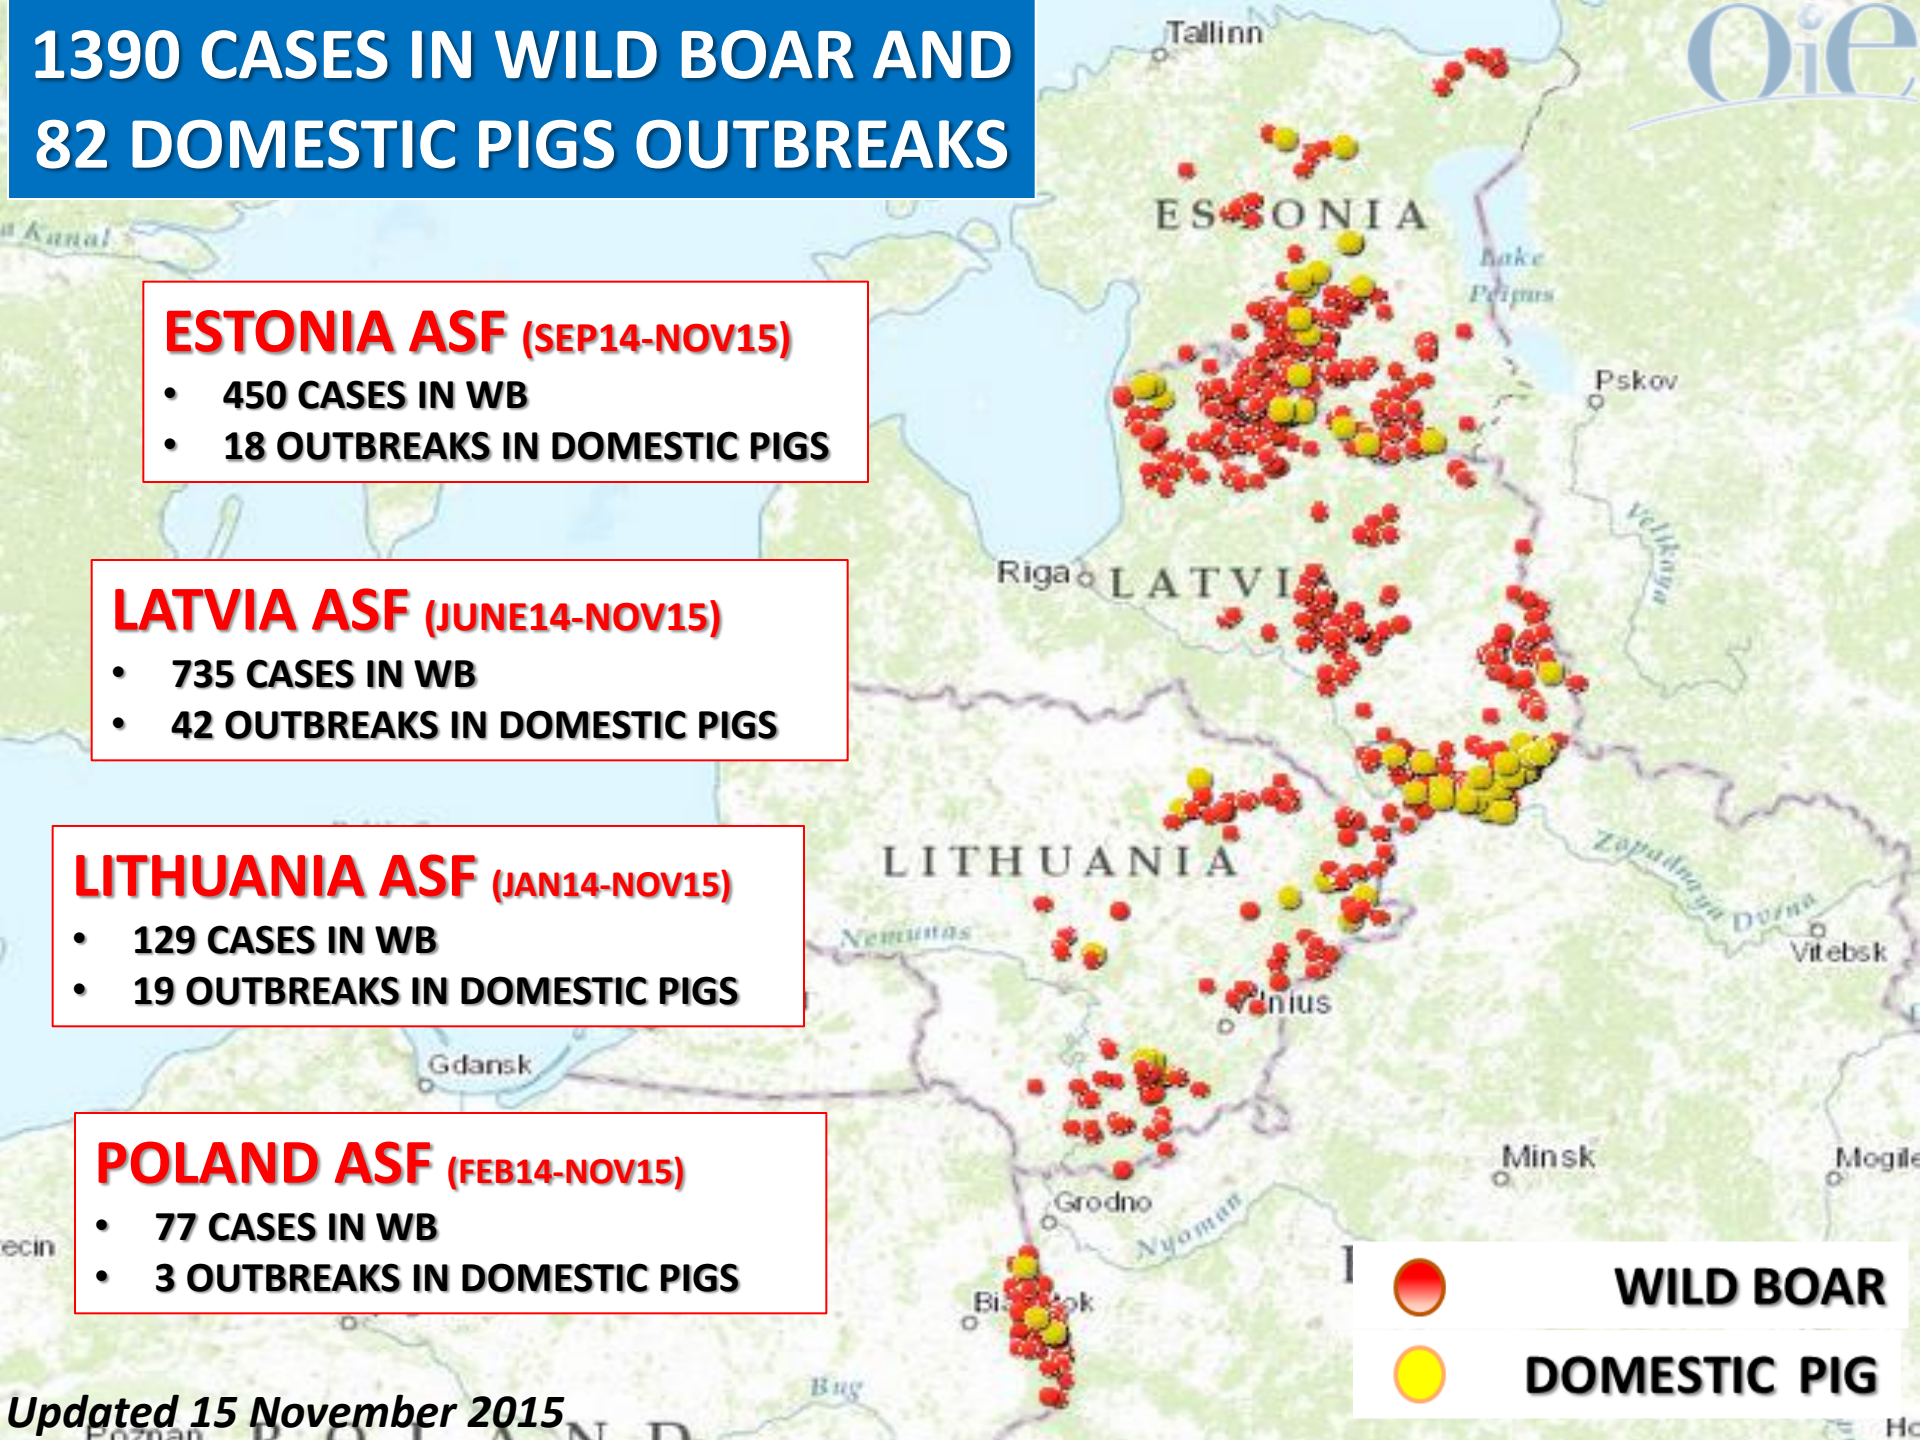 1390 CASES IN WILD BOAR AND
82 DOMESTIC PIGS OUTBREAKS
OiE
ESTONIA ASF (SEP14-NOV15)
• 450 CASES IN WB
• 18 OUTBREAKS IN DOMESTIC PIGS
LATVIA ASF (JUNE14-NOV15)
• 735 CASES IN WB
• 42 OUTBREAKS IN DOMESTIC PIGS
LITHUANIA ASF (JAN14-NOV15)
• 129 CASES IN WB
• 19 OUTBREAKS IN DOMESTIC PIGS
POLAND ASF (FEB14-NOV15)
• 77 CASES IN WB
• 3 OUTBREAKS IN DOMESTIC PIGS
Updated 15 November 2015
Tallinn
ESTONIA
Lake
Pripus
Pskov
Velikaya
Riga
LATVIA
LITHUANIA
Zapadnaya Dvina
Vitebsk
Nemunas
Vilnius
Kanal
Gdansk
Minsk
Grodno
Nyoman
Bug
Poznan
POLAND
WILD BOAR
DOMESTIC PIG